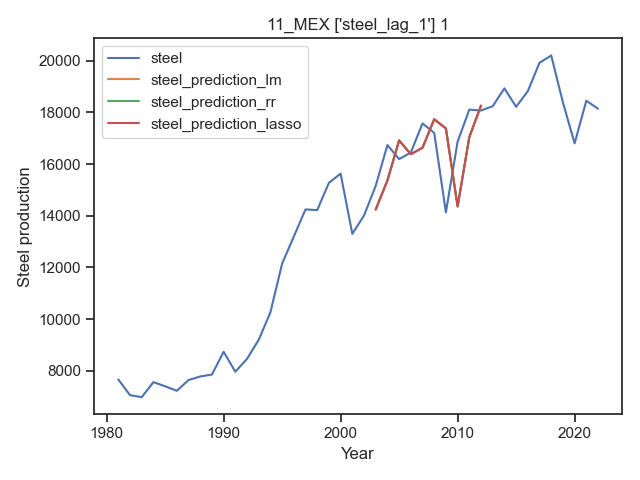 11_MEX ['steel_lag_1'] 1
steel
steel_prediction_lm
steel_prediction_rr
steel_prediction_lasso
Steel production
20000
18000
16000
14000
12000
10000
8000
1980
1990
2000
2010
2020
Year